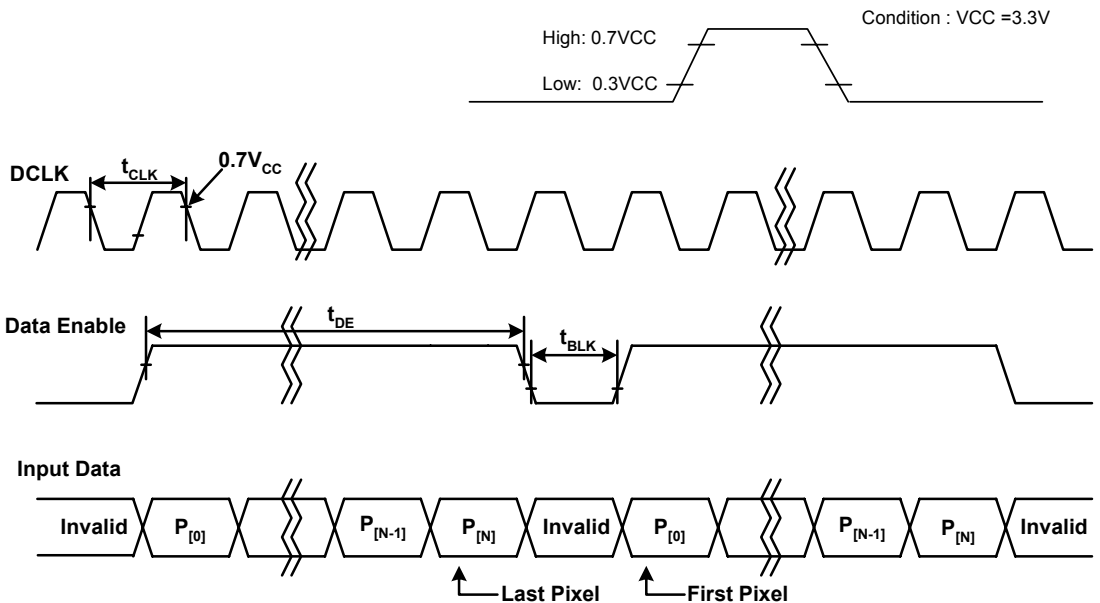 Condition : VCC =3.3V
High: 0.7VCC
Low: 0.3VCC
DCLK
tCLK
0.7VCC
Data Enable
tDE
tBLK
Input Data
Invalid P[0] P[N-1] P[N] Invalid P[0] P[N-1] P[N] Invalid
Last Pixel First Pixel